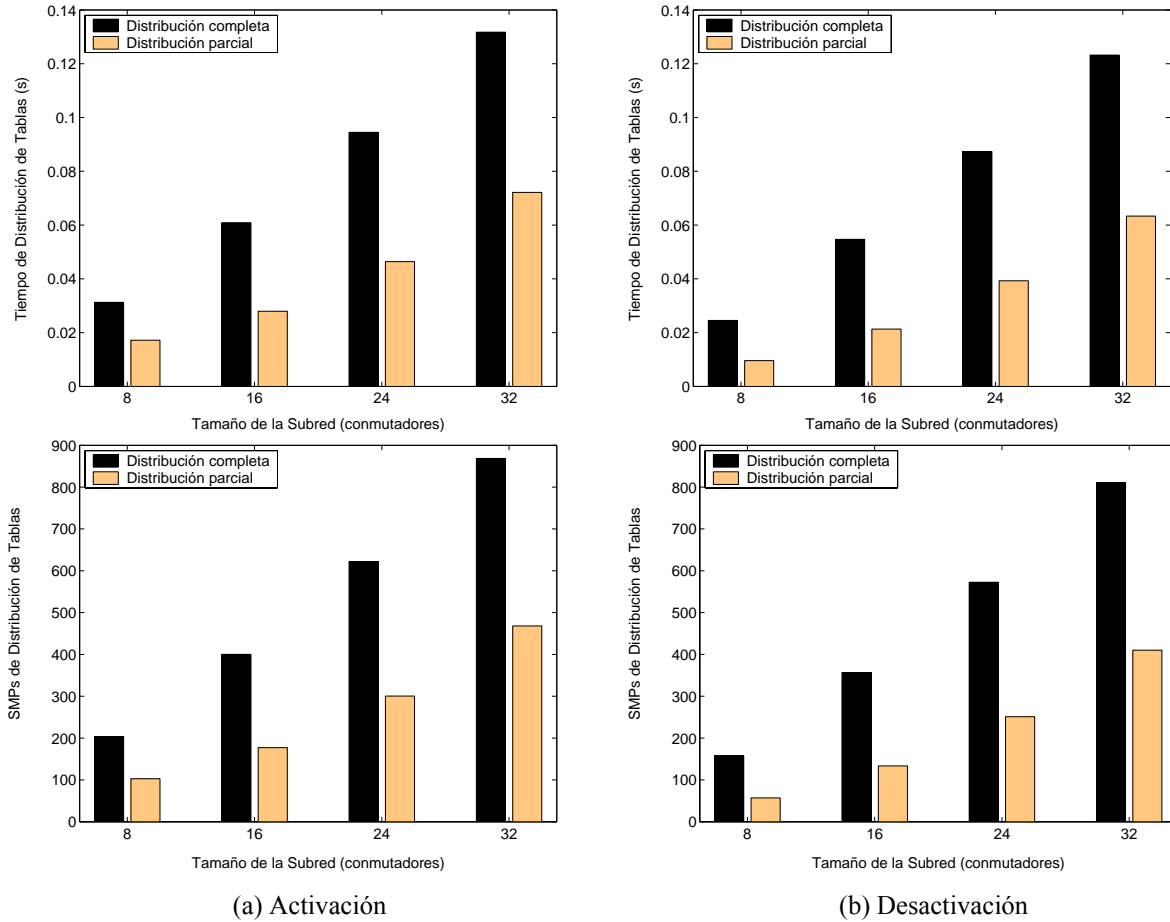 0.14
0.12
0.1
0.08
0.06
0.04
0.02
0
Tiempo de Distribución de Tablas (s)
Distribución completa
Distribución parcial
8 16 24 32
Tamaño de la Subred (conmutadores)
0.14
0.12
0.1
0.08
0.06
0.04
0.02
0
Tiempo de Distribución de Tablas (s)
Distribución completa
Distribución parcial
8 16 24 32
Tamaño de la Subred (conmutadores)
900
800
700
600
500
400
300
200
100
0
SMPs de Distribución de Tablas
Distribución completa
Distribución parcial
8 16 24 32
Tamaño de la Subred (conmutadores)
900
800
700
600
500
400
300
200
100
0
SMPs de Distribución de Tablas
Distribución completa
Distribución parcial
8 16 24 32
Tamaño de la Subred (conmutadores)
(a) Activación
(b) Desactivación